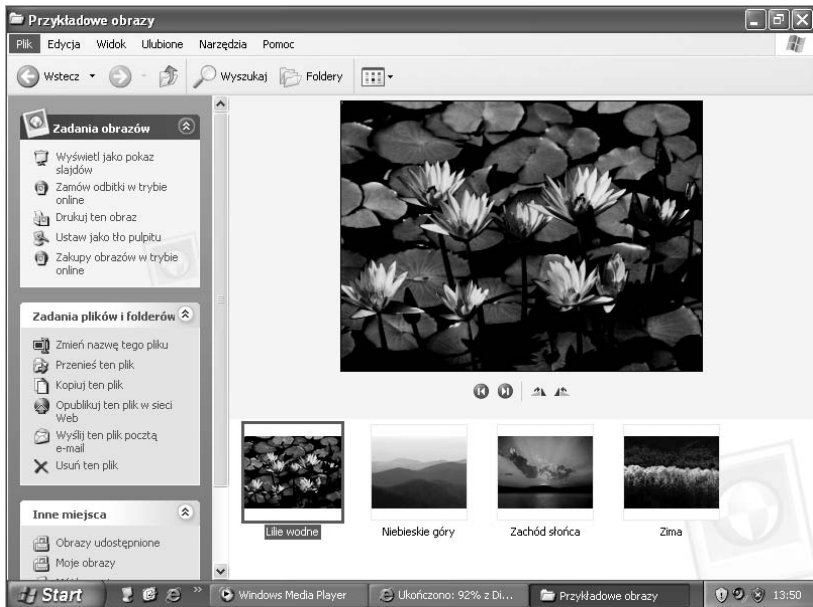 Przykładowe obrazy
Plik Edycja Widok Ulubione Narzędzia Pomoc
Wstecz Wyszukaj Foldery
Zadania obrazów
Wyświetl jako pokaz
slajdów
Zamów odbitki w trybie
online
Drukuj ten obraz
Ustaw jako tło pulpitu
Zakupy obrazów w trybie
online
Zadania plików i folderów
Zmień nazwę tego pliku
Przenieś ten plik
Kopiuj ten plik
Opublikuj ten plik w sieci
Web
Wyślij ten plik pocztą
e-mail
Usuń ten plik
Inne miejsca
Obrazy udostępnione
Moje obrazy
Lilie wodne
Niebieskie góry
Zachód słońca
Zima
Start
»
Windows Media Player
Ukończono: 92% z Di...
Przykładowe obrazy
13:50